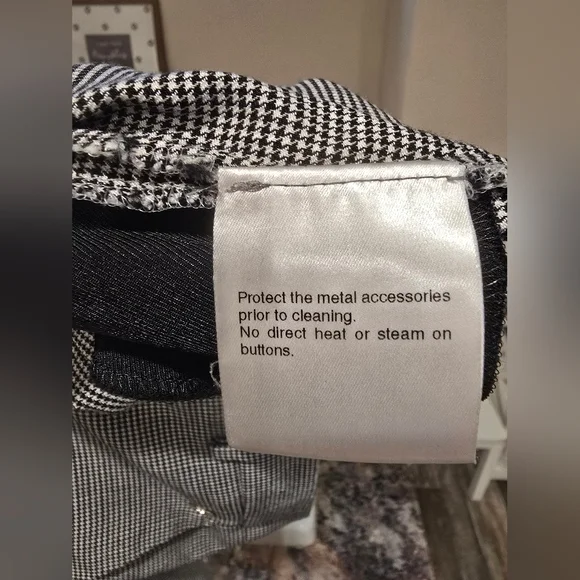 Protect the metal accessories
prior to cleaning.
No direct heat or steam on
buttons.